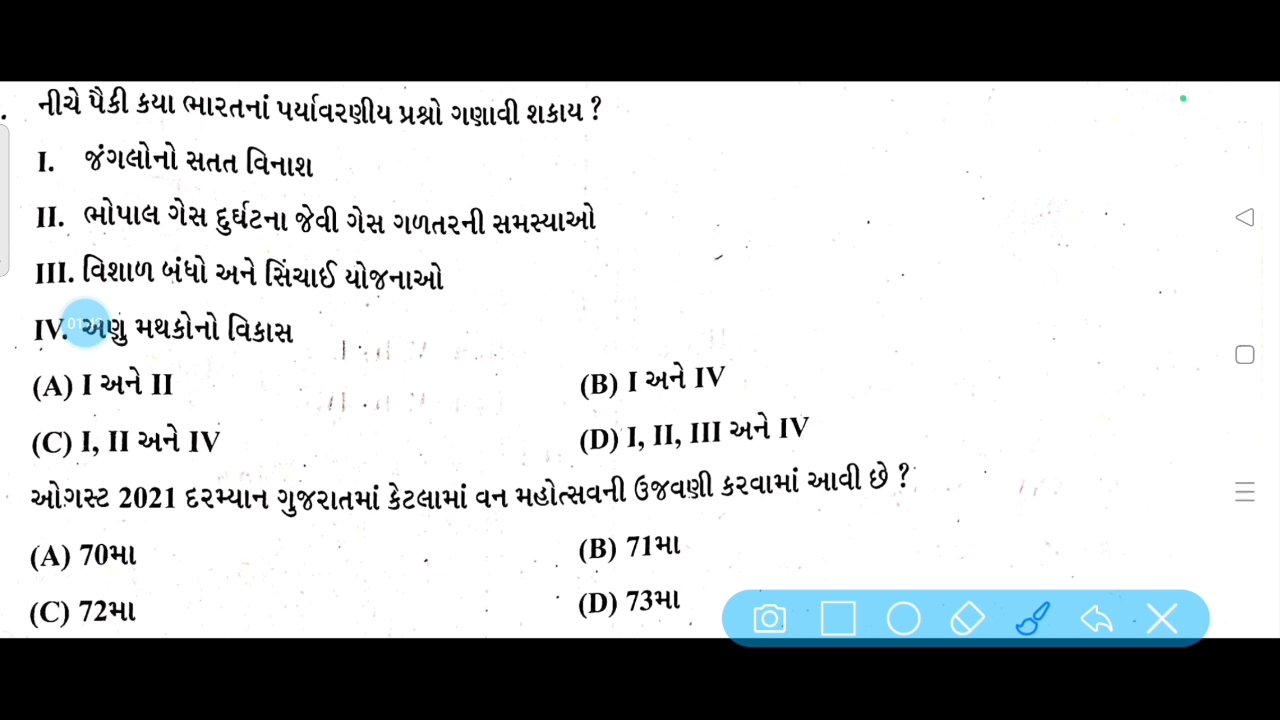 નીચે પૈકી કયા ભારતનાં પર્યાવરણીય પ્રશ્નો ગણાવી શકાય ?
I. જંગલોનો સતત વિનાશ
II. ભોપાલ ગેસ દુર્ઘટના જેવી ગેસ ગળતરની સમસ્યાઓ
III. વિશાળ બંધો અને સિંચાઈ યોજનાઓ
IV. અણુ મથકોનો વિકાસ
(A) I અને II (B) I અને IV
(C) I, II અને IV (D) I, II, III અને IV
ઓગસ્ટ 2021 દરમ્યાન ગુજરાતમાં કેટલામાં વન મહોત્સવની ઉજવણી કરવામાં આવી છે ?
(A) 70મા (B) 71મા
(C) 72મા (D) 73મા